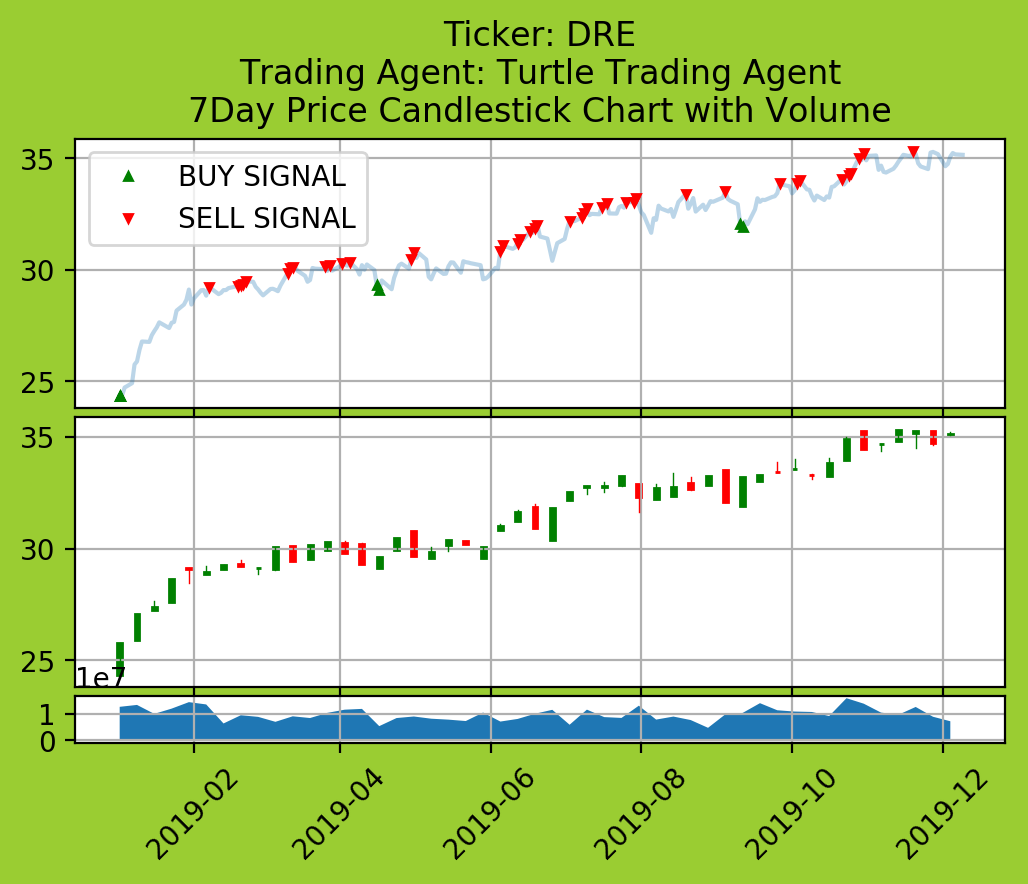 Ticker: DRE
Trading Agent: Turtle Trading Agent
7Day Price Candlestick Chart with Volume
BUY SIGNAL
SELL SIGNAL
35
30
25
35
30
25
1e7
1
0
2019-02
2019-04
2019-06
2019-08
2019-10
2019-12